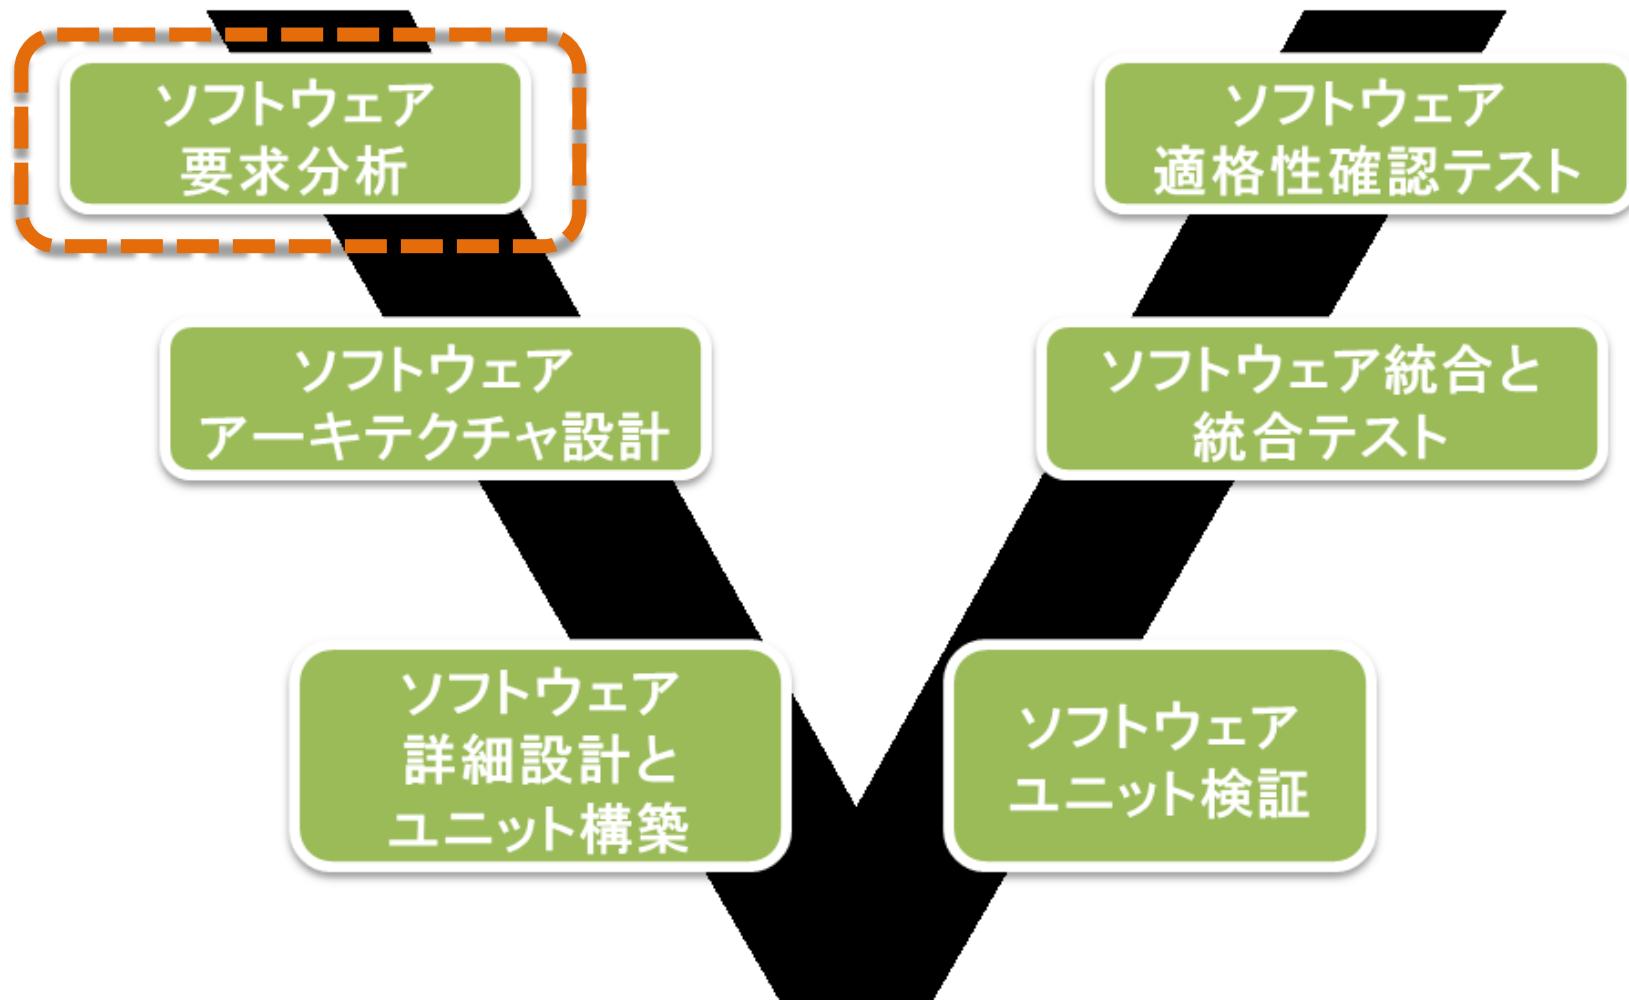 ソフトウェア
要求分析
ソフトウェア
適格性確認テスト
ソフトウェア
アーキテクチャ設計
ソフトウェア統合と
統合テスト
ソフトウェア
詳細設計と
ユニット構築
ソフトウェア
ユニット検証